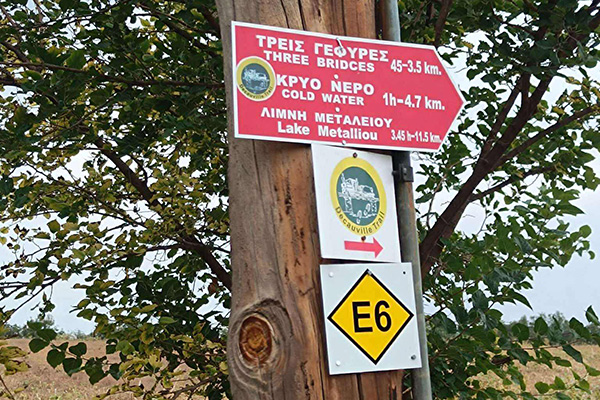 ΤΡΕΙΣ ΓΕΦΥΡΕΣ
THREE BRIDGES 45-3.5 km.
ΚΡΥΟ ΝΕΡΟ
COLD WATER 1h-4.7 km.
ΛΙΜΝΗ ΜΕΤΑΛΕΙΟΥ
Lake Metalliou 3.45 h-11.5 km.
Decauville Trail
E6